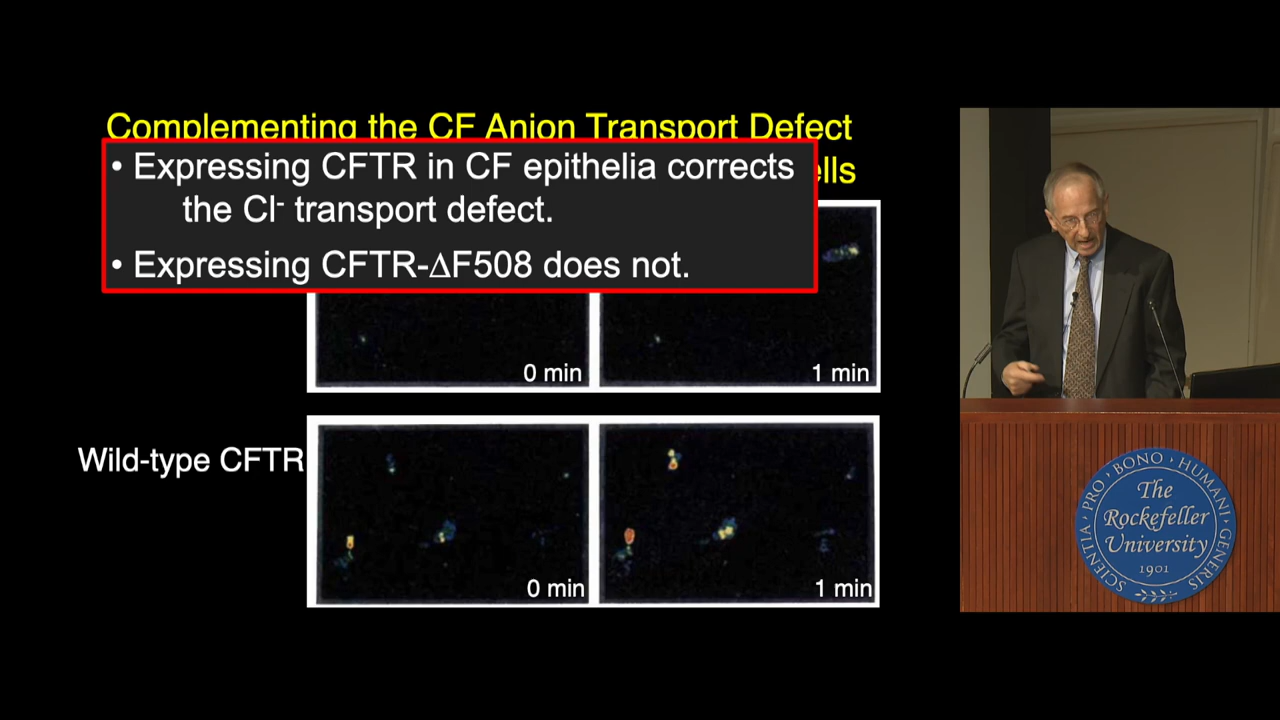 Complementing the CF Anion Transport Defect
ells
• Expressing CFTR in CF epithelia corrects
the Cl- transport defect.
• Expressing CFTR-ΔF508 does not.
0 min
1 min
Wild-type CFTR
0 min
1 min
SCIENTIA · PRO · BONO · HUMANI · GENERIS
The
Rockefeller
University
1901